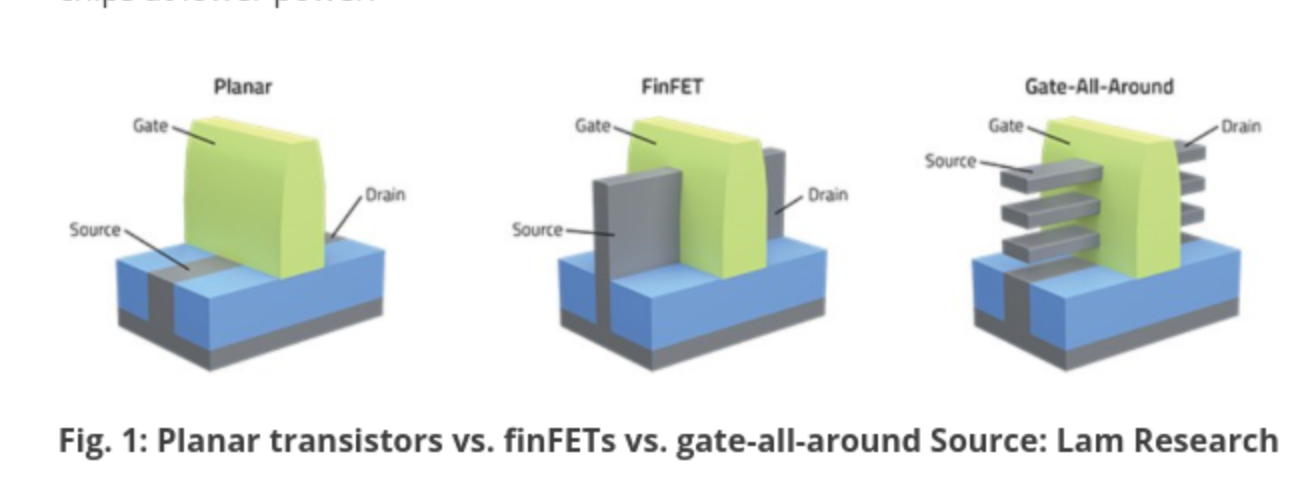 Planar
FinFET
Gate-All-Around
Gate
Source
Drain
Gate
Source
Drain
Gate
Source
Drain
Fig. 1: Planar transistors vs. finFETs vs. gate-all-around Source: Lam Research